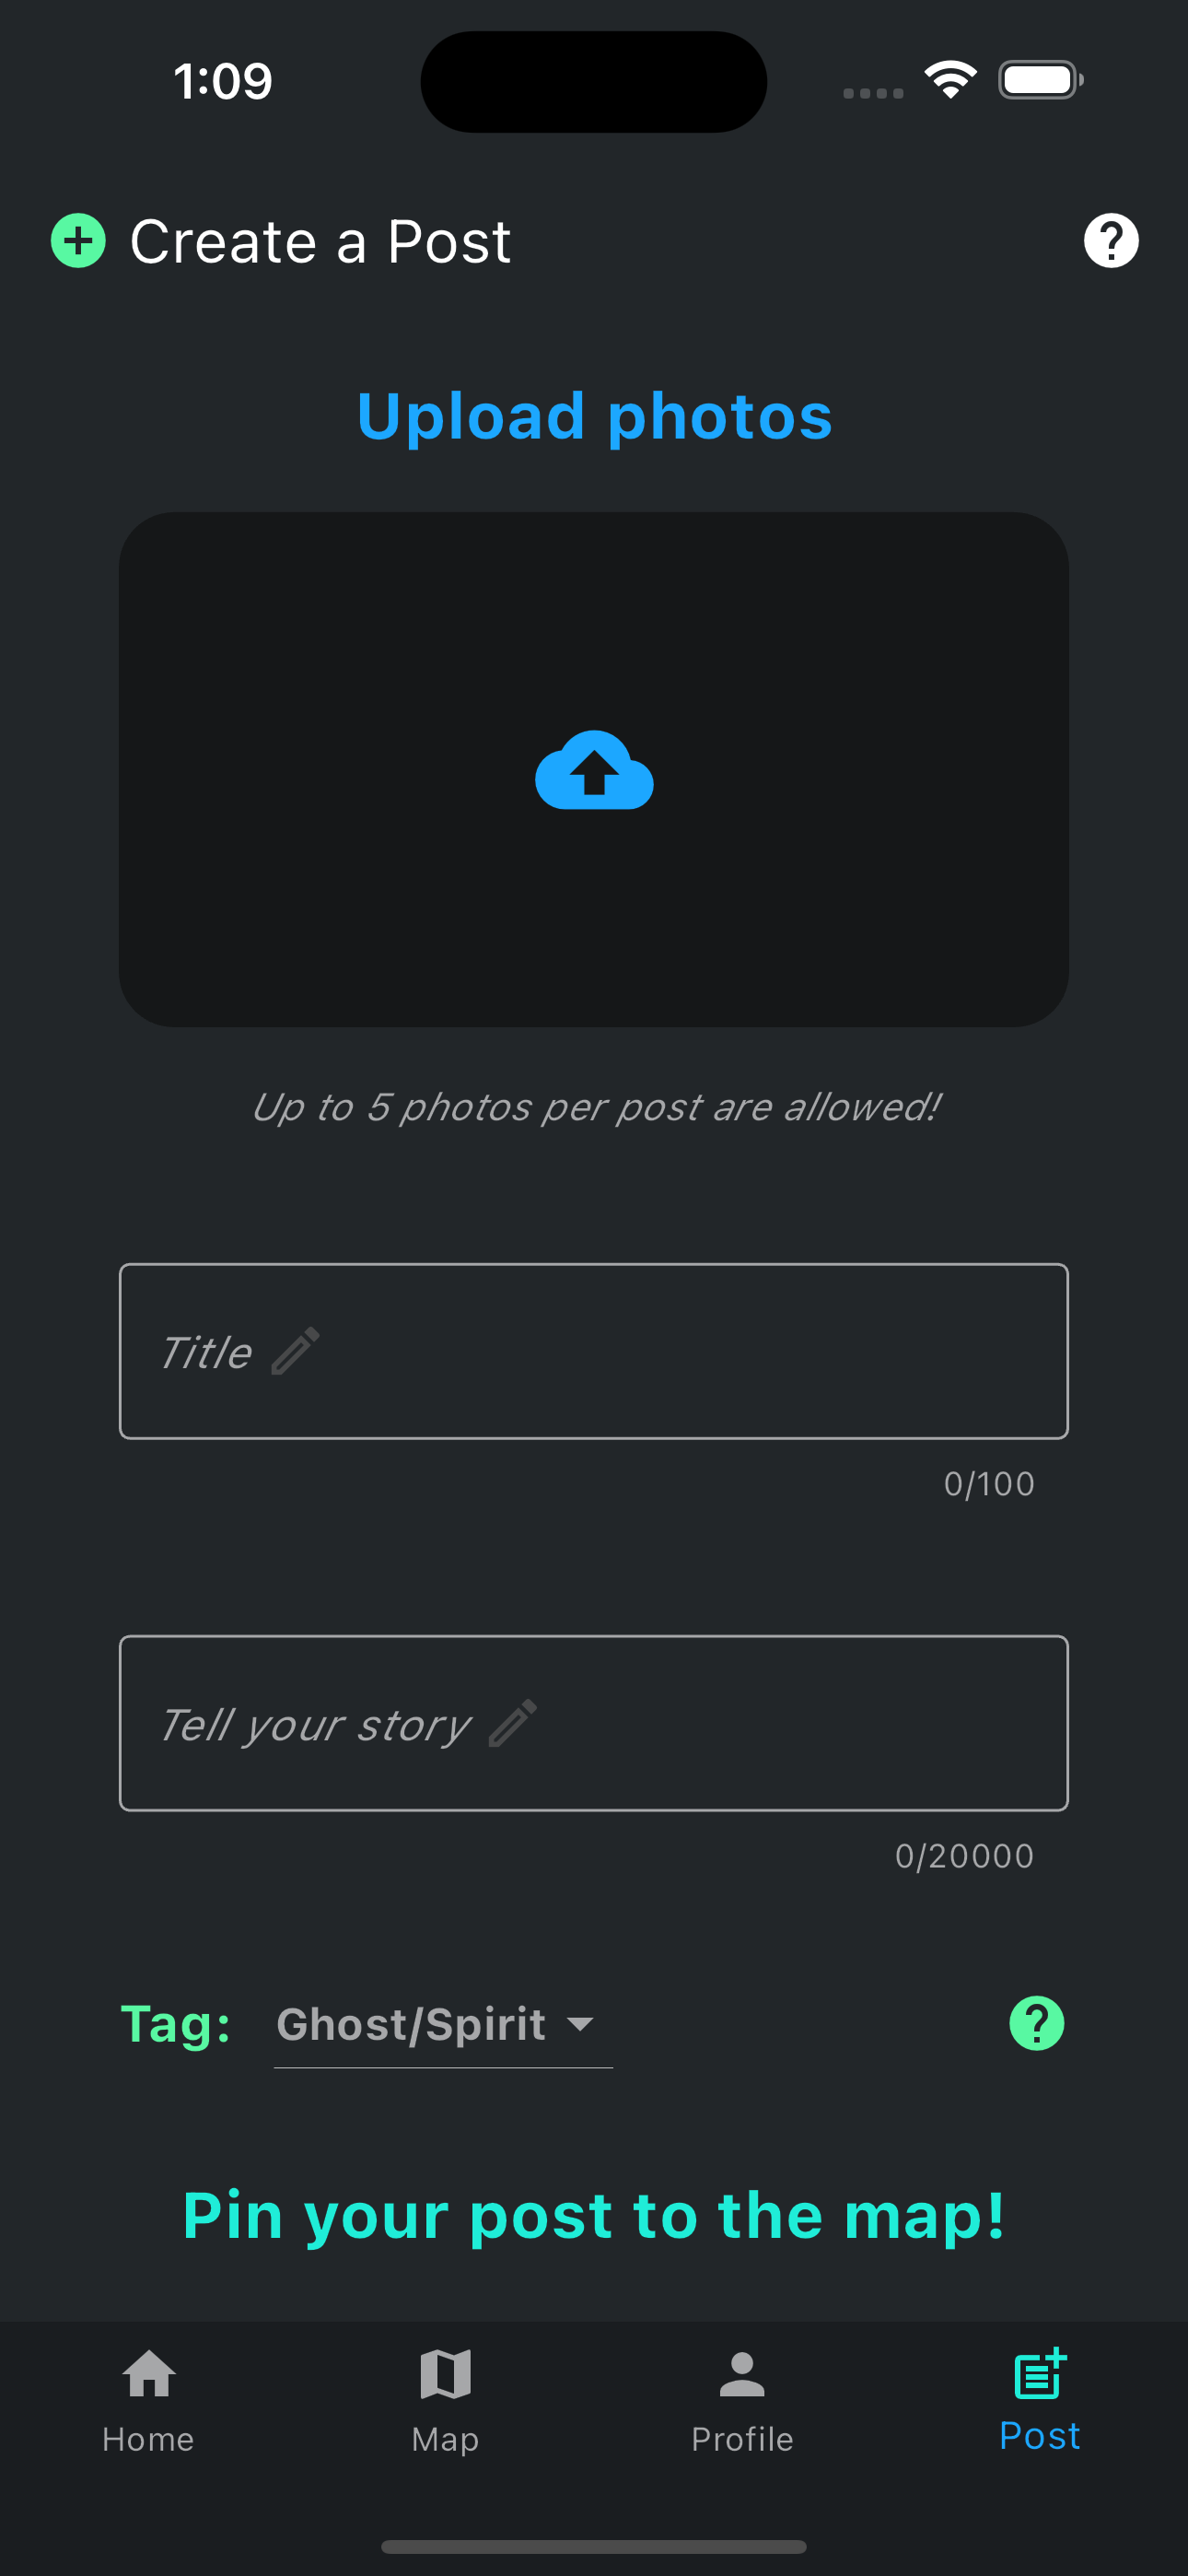 1:09
Create a Post
Upload photos
Up to 5 photos per post are allowed!
Title
0/100
Tell your story
0/20000
Tag: Ghost/Spirit
Pin your post to the map!
Home Map Profile Post